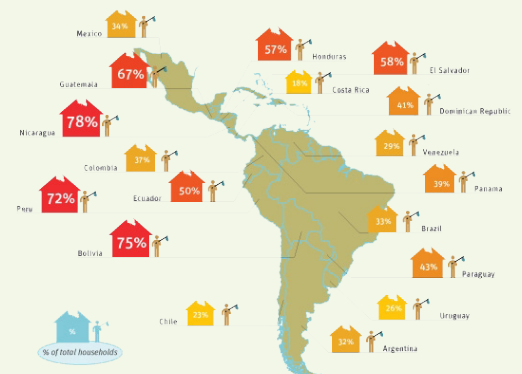 34%
Mexico
67%
Guatemala
78%
Nicaragua
37%
Colombia
50%
Ecuador
72%
Peru
75%
Bolivia
23%
Chile
%
% of total households
57%
Honduras
58%
El Salvador
18%
Costa Rica
41%
Dominican Republic
29%
Venezuela
39%
Panama
33%
Brazil
43%
Paraguay
26%
Uruguay
32%
Argentina